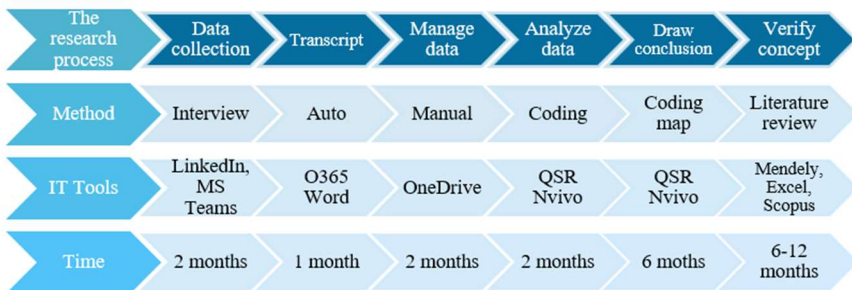 The research process
Data collection
Transcript
Manage data
Analyze data
Draw conclusion
Verify concept
Method
Interview
Auto
Manual
Coding
Coding map
Literature review
IT Tools
LinkedIn, MS Teams
O365 Word
OneDrive
QSR Nvivo
QSR Nvivo
Mendely, Excel, Scopus
Time
2 months
1 month
2 months
2 months
6 moths
6-12 months